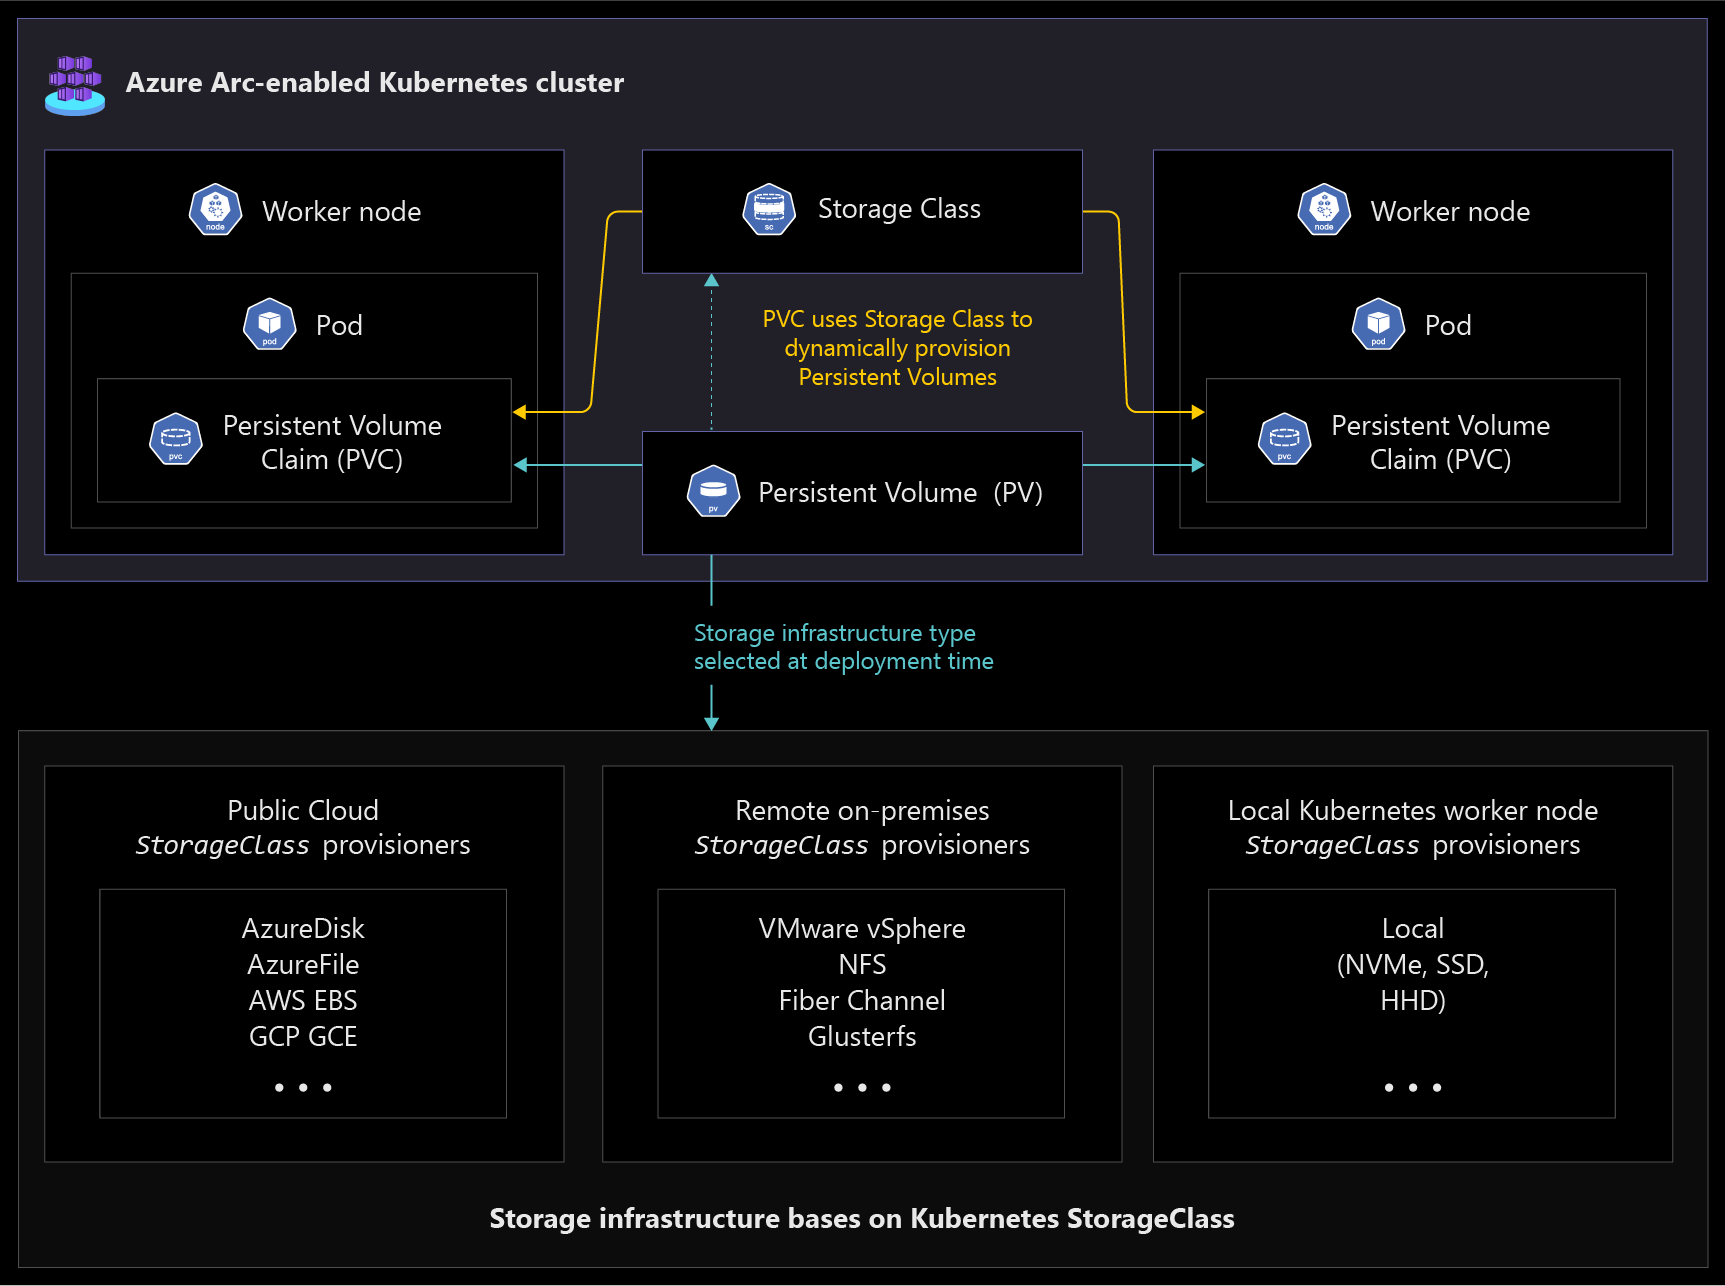 Azure Arc-enabled Kubernetes cluster
node
Worker node
pod
Pod
pvc
Persistent Volume
Claim (PVC)
sc
Storage Class
PVC uses Storage Class to
dynamically provision
Persistent Volumes
pv
Persistent Volume (PV)
node
Worker node
pod
Pod
pvc
Persistent Volume
Claim (PVC)
Storage infrastructure type
selected at deployment time
Public Cloud
StorageClass provisioners
AzureDisk
AzureFile
AWS EBS
GCP GCE
• • •
Remote on-premises
StorageClass provisioners
VMware vSphere
NFS
Fiber Channel
Glusterfs
• • •
Local Kubernetes worker node
StorageClass provisioners
Local
(NVMe, SSD,
HHD)
• • •
Storage infrastructure bases on Kubernetes StorageClass